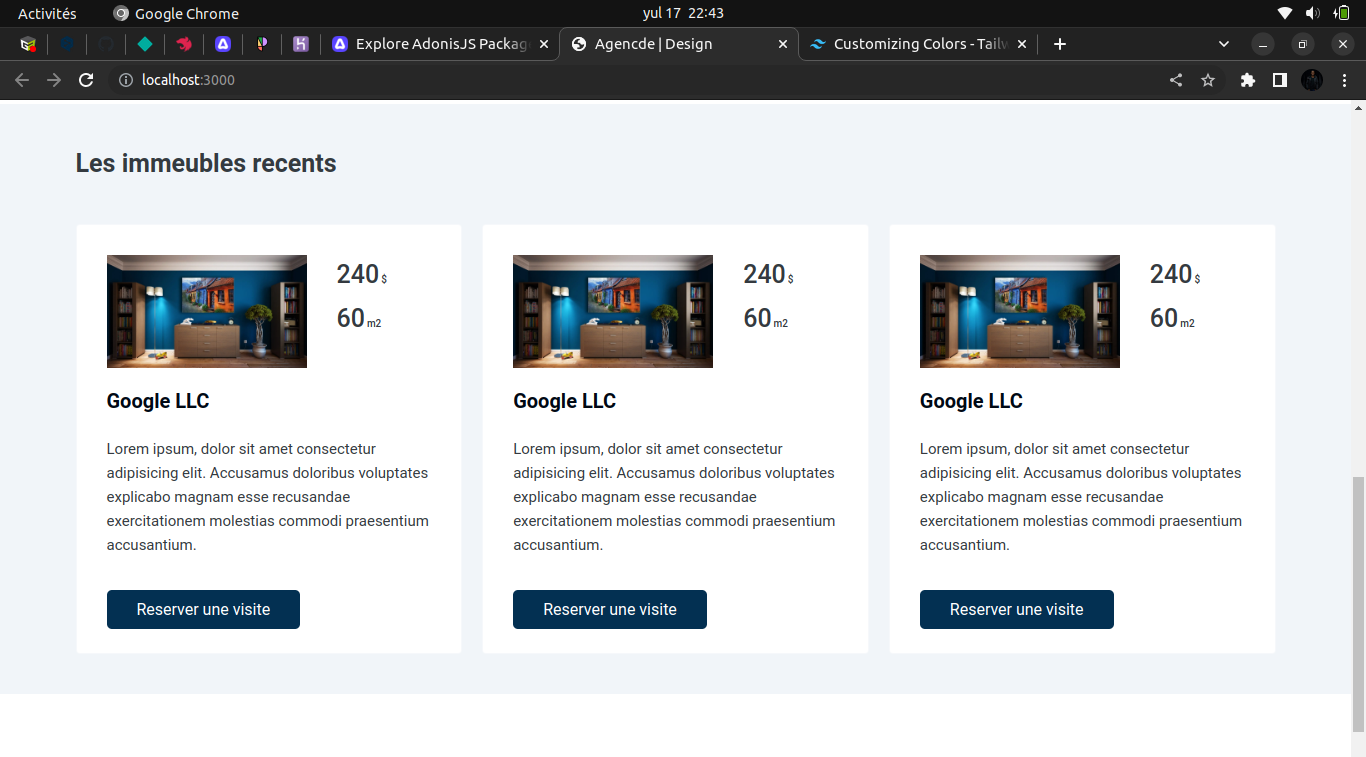 Activités
Google Chrome
yul 17 22:43
Explore AdonisJS Packag
Agencde | Design
Customizing Colors - Tailw
localhost:3000
Les immeubles recents
240 $
60 m2
Google LLC
Lorem ipsum, dolor sit amet consectetur
adipisicing elit. Accusamus doloribus voluptates
explicabo magnam esse recusandae
exercitationem molestias commodi praesentium
accusantium.
Reserver une visite
240 $
60 m2
Google LLC
Lorem ipsum, dolor sit amet consectetur
adipisicing elit. Accusamus doloribus voluptates
explicabo magnam esse recusandae
exercitationem molestias commodi praesentium
accusantium.
Reserver une visite
240 $
60 m2
Google LLC
Lorem ipsum, dolor sit amet consectetur
adipisicing elit. Accusamus doloribus voluptates
explicabo magnam esse recusandae
exercitationem molestias commodi praesentium
accusantium.
Reserver une visite